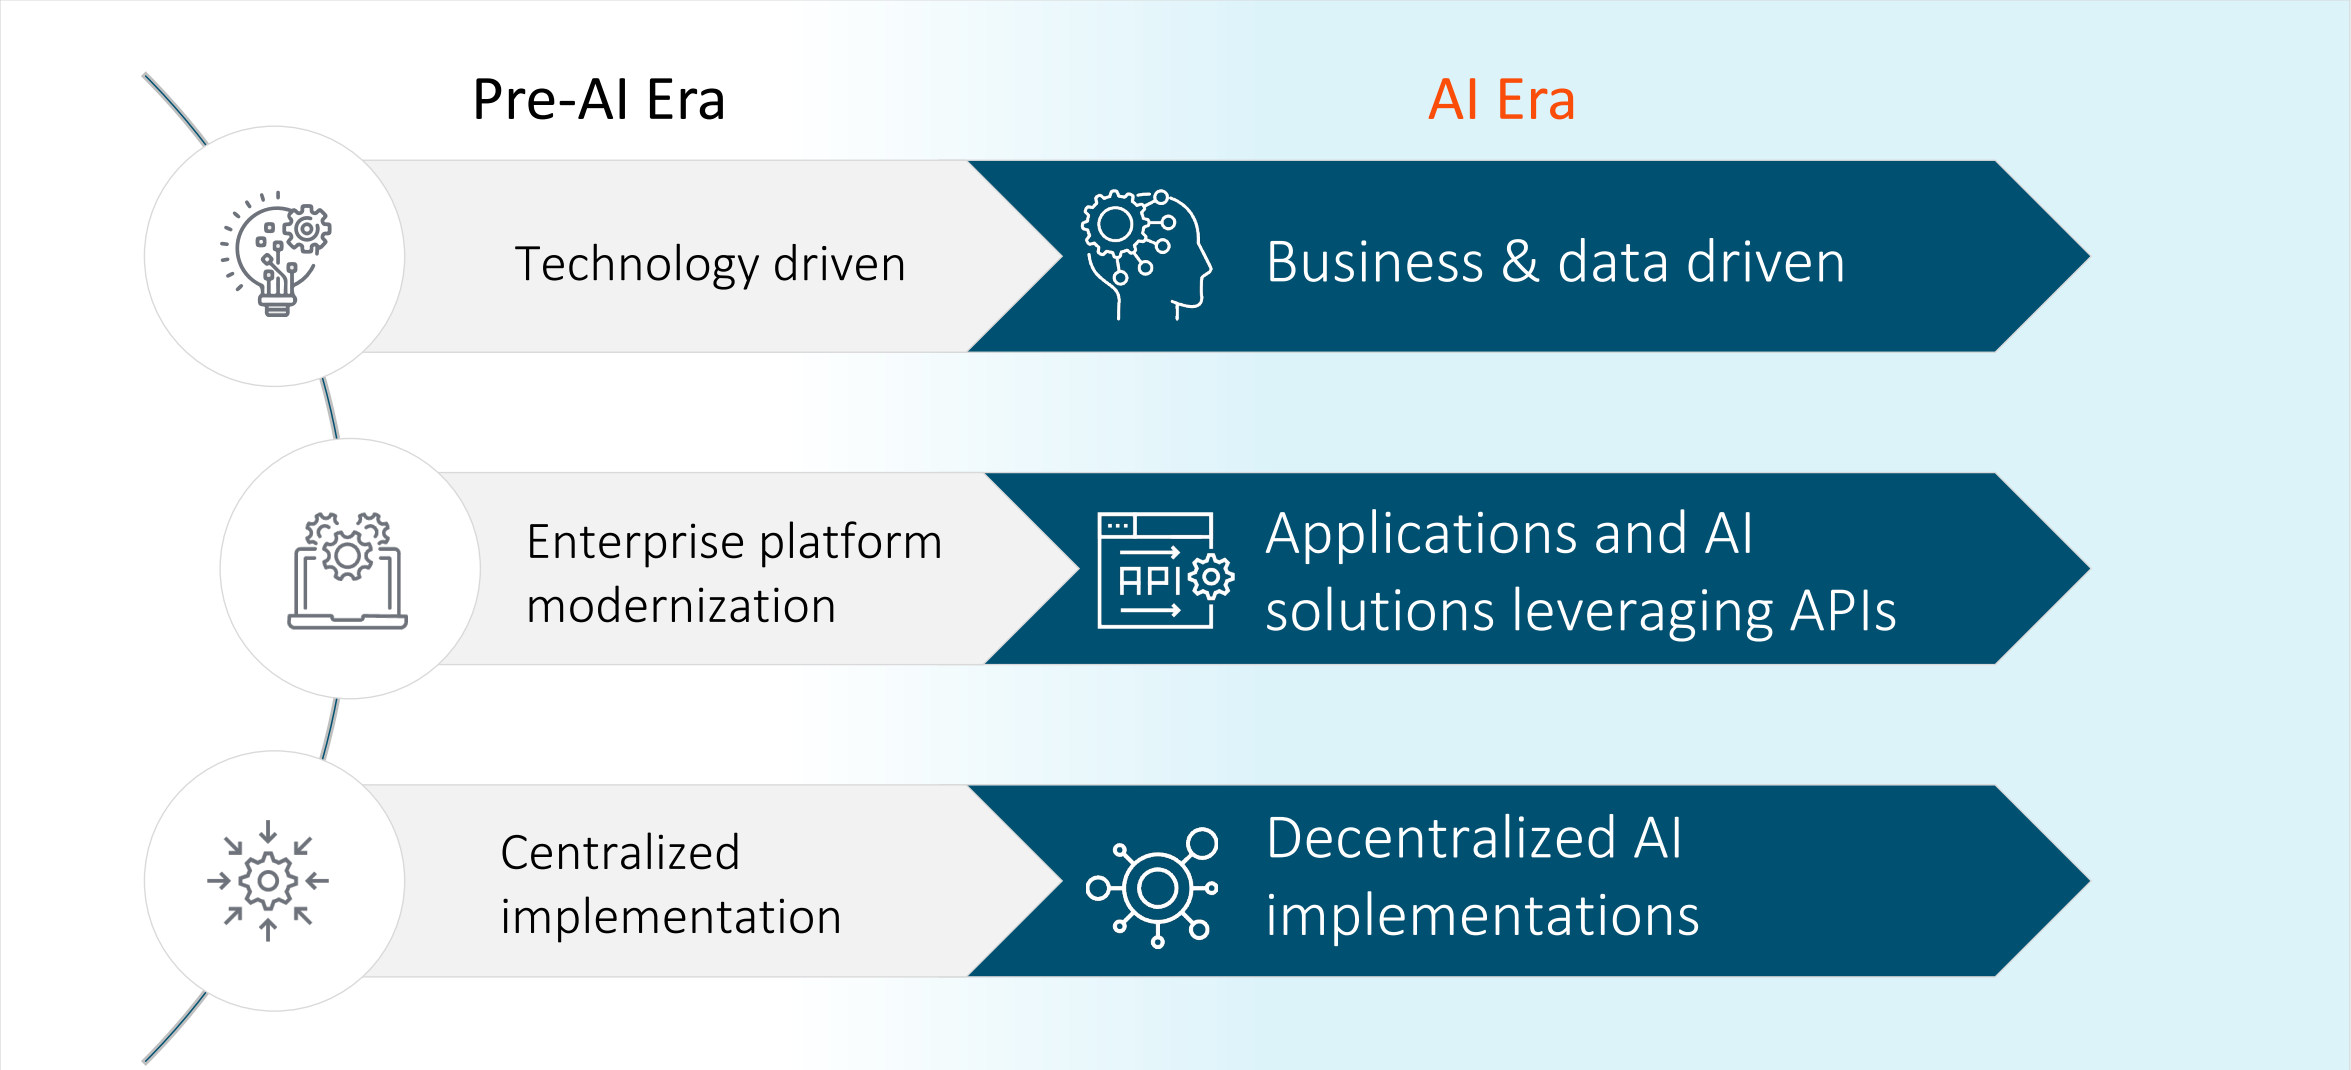 Pre-AI Era
AI Era
Technology driven
Business & data driven
Enterprise platform
modernization
API
Applications and AI
solutions leveraging APIs
Centralized
implementation
Decentralized AI
implementations